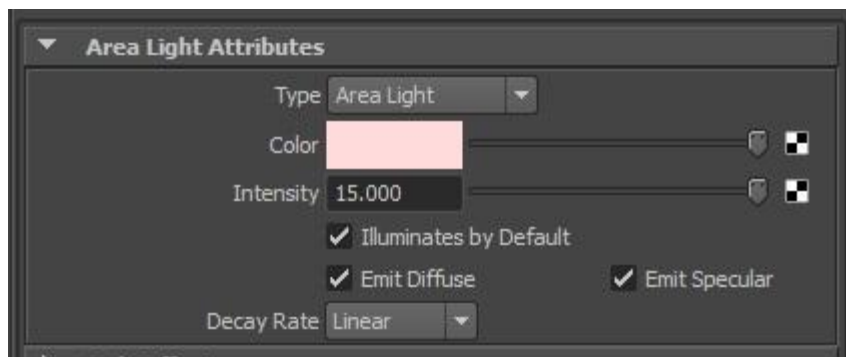 Area Light Attributes
Type Area Light
Color
Intensity 15.000
Illuminates by Default
Emit Diffuse Emit Specular
Decay Rate Linear